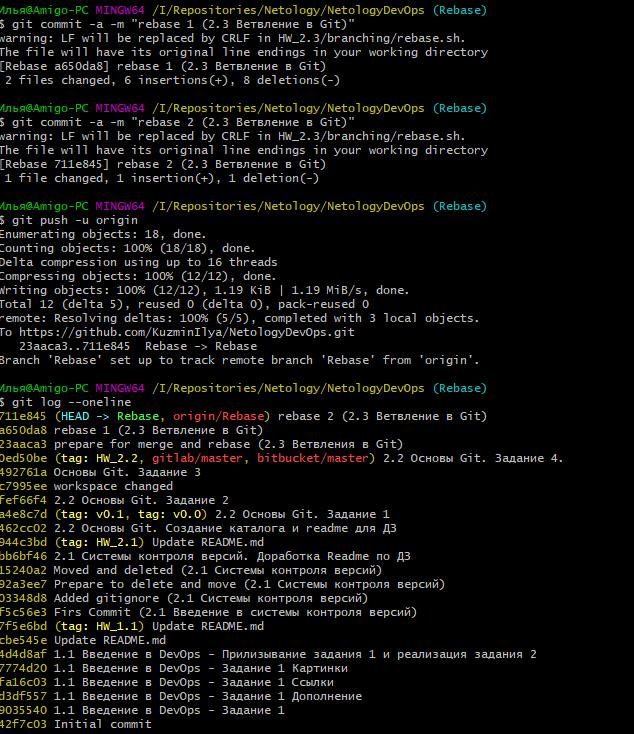 Илья@Amigo-PC MINGW64 /I/Repositories/Netology/NetologyDevOps (Rebase)
$ git commit -a -m "rebase 1 (2.3 Ветвление в Git)"
warning: LF will be replaced by CRLF in HW_2.3/branching/rebase.sh.
The file will have its original line endings in your working directory
[Rebase a650da8] rebase 1 (2.3 Ветвление в Git)
 2 files changed, 6 insertions(+), 8 deletions(-)
Илья@Amigo-PC MINGW64 /I/Repositories/Netology/NetologyDevOps (Rebase)
$ git commit -a -m "rebase 2 (2.3 Ветвление в Git)"
warning: LF will be replaced by CRLF in HW_2.3/branching/rebase.sh.
The file will have its original line endings in your working directory
[Rebase 711e845] rebase 2 (2.3 Ветвление в Git)
 1 file changed, 1 insertion(+), 1 deletion(-)
Илья@Amigo-PC MINGW64 /I/Repositories/Netology/NetologyDevOps (Rebase)
$ git push -u origin
Enumerating objects: 18, done.
Counting objects: 100% (18/18), done.
Delta compression using up to 16 threads
Compressing objects: 100% (12/12), done.
Writing objects: 100% (12/12), 1.19 KiB | 1.19 MiB/s, done.
Total 12 (delta 5), reused 0 (delta 0), pack-reused 0
remote: Resolving deltas: 100% (5/5), completed with 3 local objects.
To https://github.com/KuzminIlya/NetologyDevOps.git
   23aaca3..711e845  Rebase -> Rebase
Branch 'Rebase' set up to track remote branch 'Rebase' from 'origin'.
Илья@Amigo-PC MINGW64 /I/Repositories/Netology/NetologyDevOps (Rebase)
$ git log --oneline
711e845 (HEAD -> Rebase, origin/Rebase) rebase 2 (2.3 Ветвление в Git)
a650da8 rebase 1 (2.3 Ветвление в Git)
23aaca3 prepare for merge and rebase (2.3 Ветвления в Git)
0ed50be (tag: HW_2.2, gitlab/master, bitbucket/master) 2.2 Основы Git. Задание 4.
492761a Основы Git. Задание 3
c7995ee workspace changed
fef66f4 2.2 Основы Git. Задание 2
a4e8c7d (tag: v0.1, tag: v0.0) 2.2 Основы Git. Задание 1
462cc02 2.2 Основы Git. Создание каталога и readme для ДЗ
944c3bd (tag: HW_2.1) Update README.md
bb6bf46 2.1 Системы контроля версий. Доработка Readme по ДЗ
15240a2 Moved and deleted (2.1 Системы контроля версий)
92a3ee7 Prepare to delete and move (2.1 Системы контроля версий)
03348d8 Added gitignore (2.1 Системы контроля версий)
f5c56e3 Firs Commit (2.1 Введение в системы контроля версий)
7f5e6bd (tag: HW_1.1) Update README.md
cbe545e Update README.md
4d4d8af 1.1 Введение в DevOps - Прилизывание задания 1 и реализация задания 2
7774d20 1.1 Введение в DevOps - Задание 1 Картинки
fa16c03 1.1 Введение в DevOps - Задание 1 Ссылки
d3df557 1.1 Введение в DevOps - Задание 1 Дополнение
9035540 1.1 Введение в DevOps - Задание 1
42f7c03 Initial commit